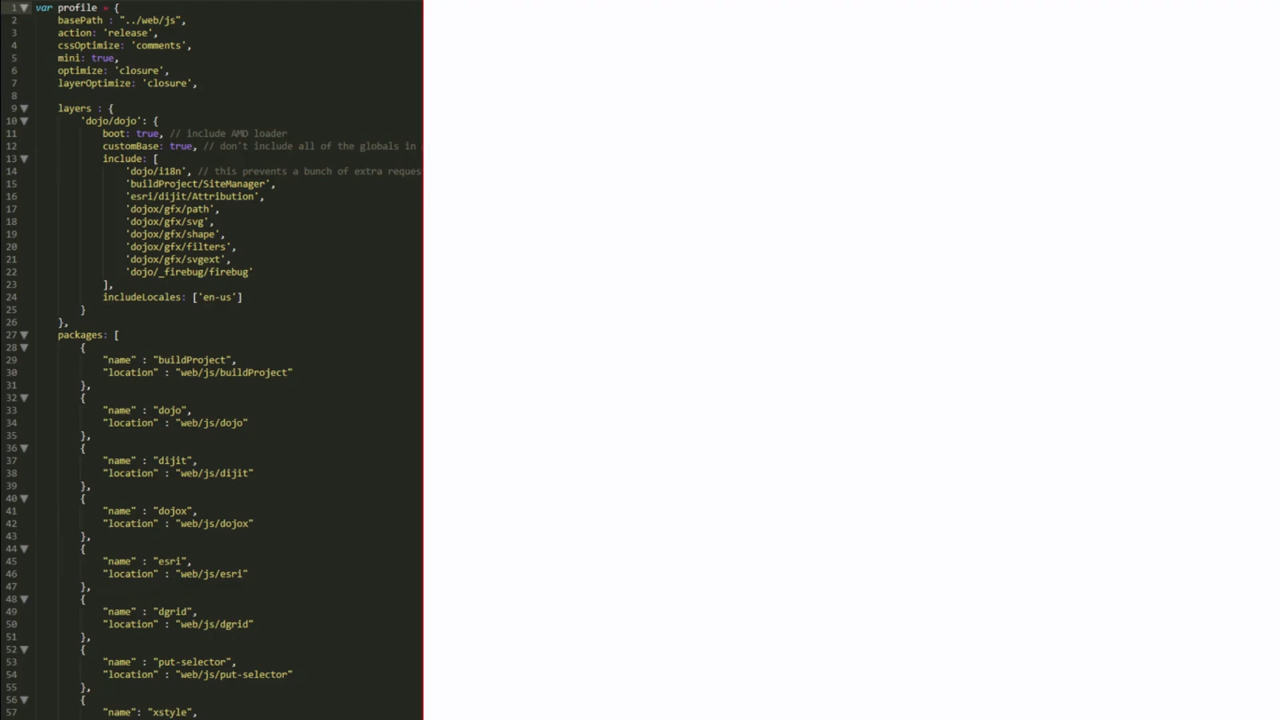 1 var profile = {
2 basePath : "../web/js",
3 action: 'release',
4 cssOptimize: 'comments',
5 mini: true,
6 optimize: 'closure',
7 layerOptimize: 'closure',
8
9 layers : {
10 'dojo/dojo': {
11 boot: true, // include AMD loader
12 customBase: true, // don't include all of the globals in
13 include: [
14 'dojo/i18n', // this prevents a bunch of extra reques
15 'buildProject/SiteManager',
16 'esri/dijit/Attribution',
17 'dojox/gfx/path',
18 'dojox/gfx/svg',
19 'dojox/gfx/shape',
20 'dojox/gfx/filters',
21 'dojox/gfx/svgext',
22 'dojo/_firebug/firebug'
23 ],
24 includeLocales: ['en-us']
25 }
26 },
27 packages: [
28 {
29 "name" : "buildProject",
30 "location" : "web/js/buildProject"
31 },
32 {
33 "name" : "dojo",
34 "location" : "web/js/dojo"
35 },
36 {
37 "name" : "dijit",
38 "location" : "web/js/dijit"
39 },
40 {
41 "name" : "dojox",
42 "location" : "web/js/dojox"
43 },
44 {
45 "name" : "esri",
46 "location" : "web/js/esri"
47 },
48 {
49 "name" : "dgrid",
50 "location" : "web/js/dgrid"
51 },
52 {
53 "name" : "put-selector",
54 "location" : "web/js/put-selector"
55 },
56 {
57 "name": "xstyle",